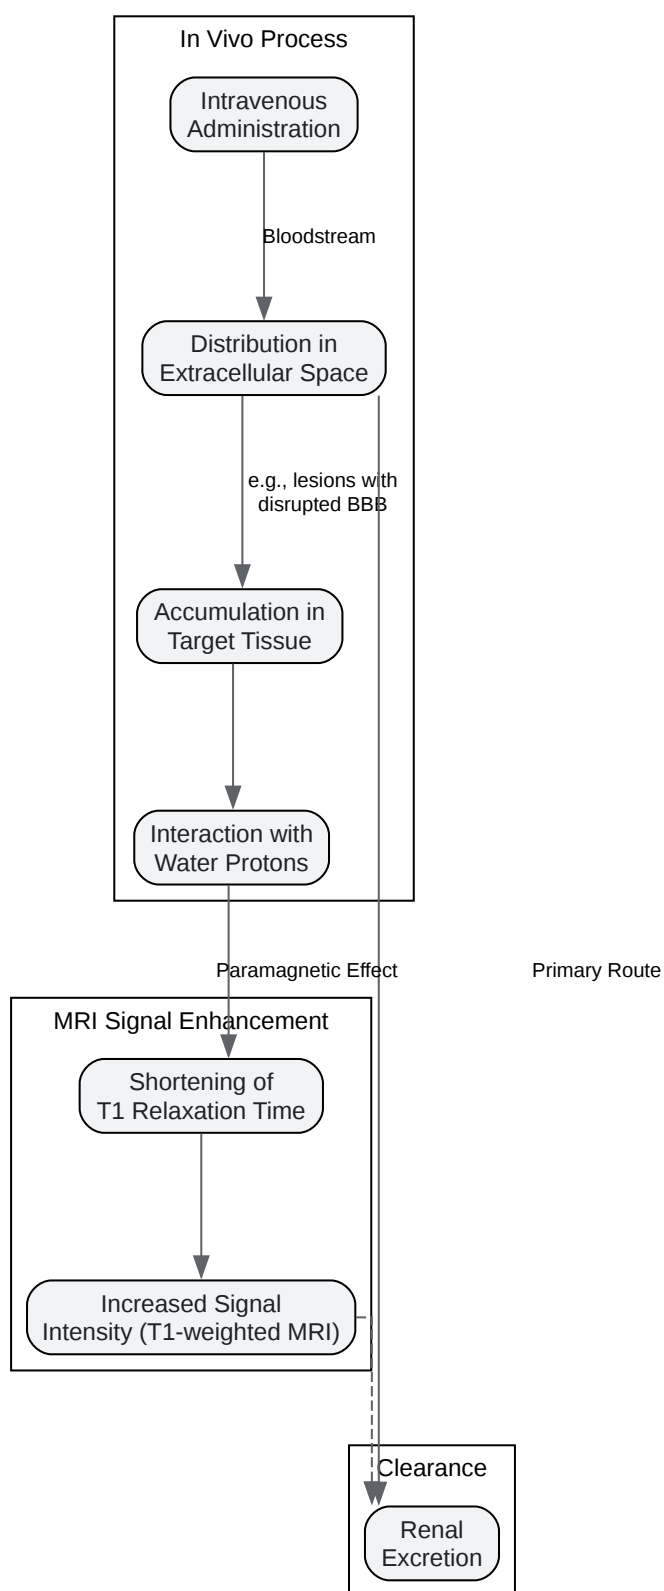 In Vivo Process
Intravenous
Administration
Bloodstream
Distribution in
Extracellular Space
e.g., lesions with
disrupted BBB
Accumulation in
Target Tissue
Interaction with
Water Protons
Paramagnetic Effect
Primary Route
MRI Signal Enhancement
Shortening of
T1 Relaxation Time
Increased Signal
Intensity (T1-weighted MRI)
Clearance
Renal
Excretion